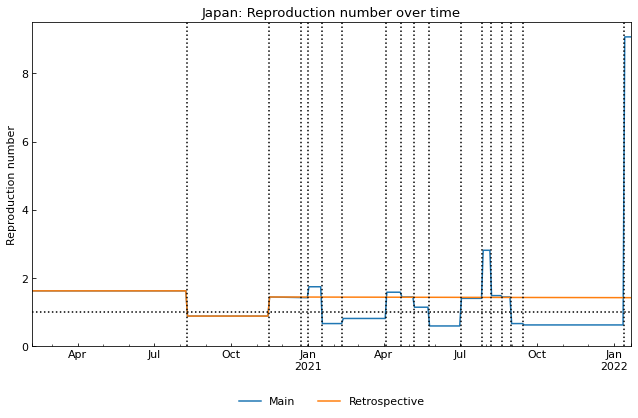 Japan: Reproduction number over time
Reproduction number
8
6
4
2
0
Apr Jul Oct Jan Apr Jul Oct Jan
2021 2022
Main Retrospective